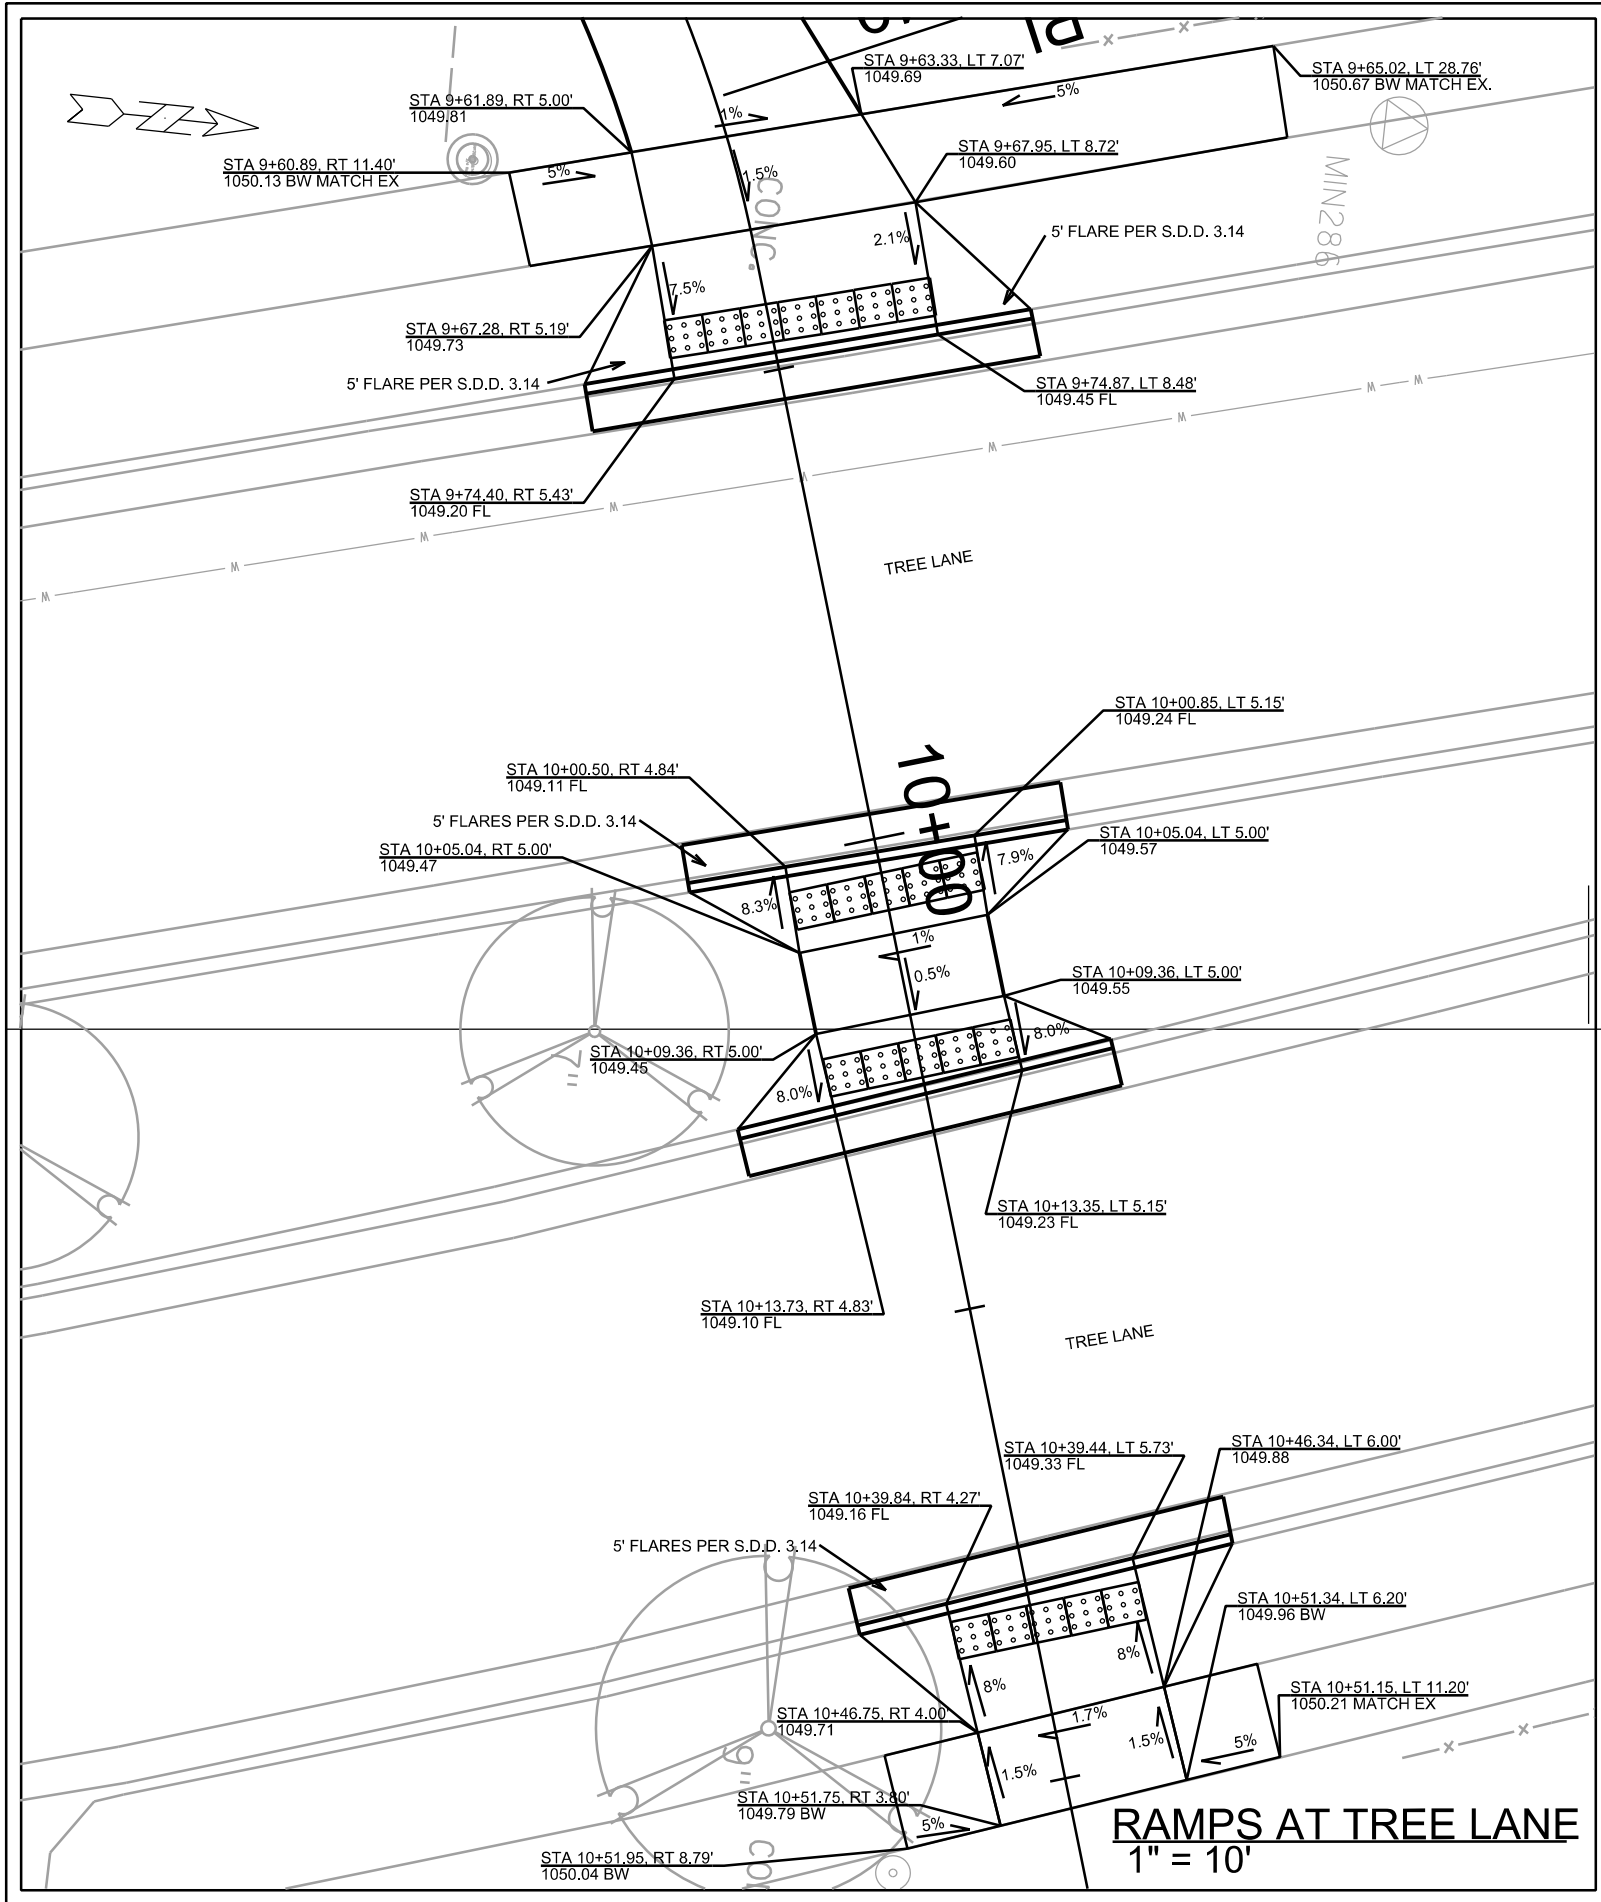 STA 9+63.33, LT 7.07'
1049.69
STA 9+65.02, LT 28.76'
1050.67 BW MATCH EX.
5%
STA 9+61.89, RT 5.00'
1049.81
1%
STA 9+67.95, LT 8.72'
1049.60
STA 9+60.89, RT 11.40'
1050.13 BW MATCH EX
5%
1.5%
CONC.
MIN286
2.1%
5' FLARE PER S.D.D. 3.14
7.5%
STA 9+67.28, RT 5.19'
1049.73
5' FLARE PER S.D.D. 3.14
STA 9+74.87, LT 8.48'
1049.45 FL
W W
W
W
W
STA 9+74.40, RT 5.43'
1049.20 FL
W
W
W
W
TREE LANE
STA 10+00.85, LT 5.15'
1049.24 FL
10+00
STA 10+00.50, RT 4.84'
1049.11 FL
5' FLARES PER S.D.D. 3.14
STA 10+05.04, LT 5.00'
1049.57
STA 10+05.04, RT 5.00'
1049.47
7.9%
8.3%
1%
0.5%
STA 10+09.36, LT 5.00'
1049.55
8.0%
STA 10+09.36, RT 5.00'
1049.45
8.0%
STA 10+13.35, LT 5.15'
1049.23 FL
STA 10+13.73, RT 4.83'
1049.10 FL
TREE LANE
STA 10+39.44, LT 5.73'
1049.33 FL
STA 10+46.34, LT 6.00'
1049.88
STA 10+39.84, RT 4.27'
1049.16 FL
5' FLARES PER S.D.D. 3.14
STA 10+51.34, LT 6.20'
1049.96 BW
8%
8%
STA 10+51.15, LT 11.20'
1050.21 MATCH EX
STA 10+46.75, RT 4.00'
1049.71
1.7%
1.5%
5%
1.5%
9"
STA 10+51.75, RT 3.80'
1049.79 BW
5%
STA 10+51.95, RT 8.79'
1050.04 BW
RAMPS AT TREE LANE
1" = 10'